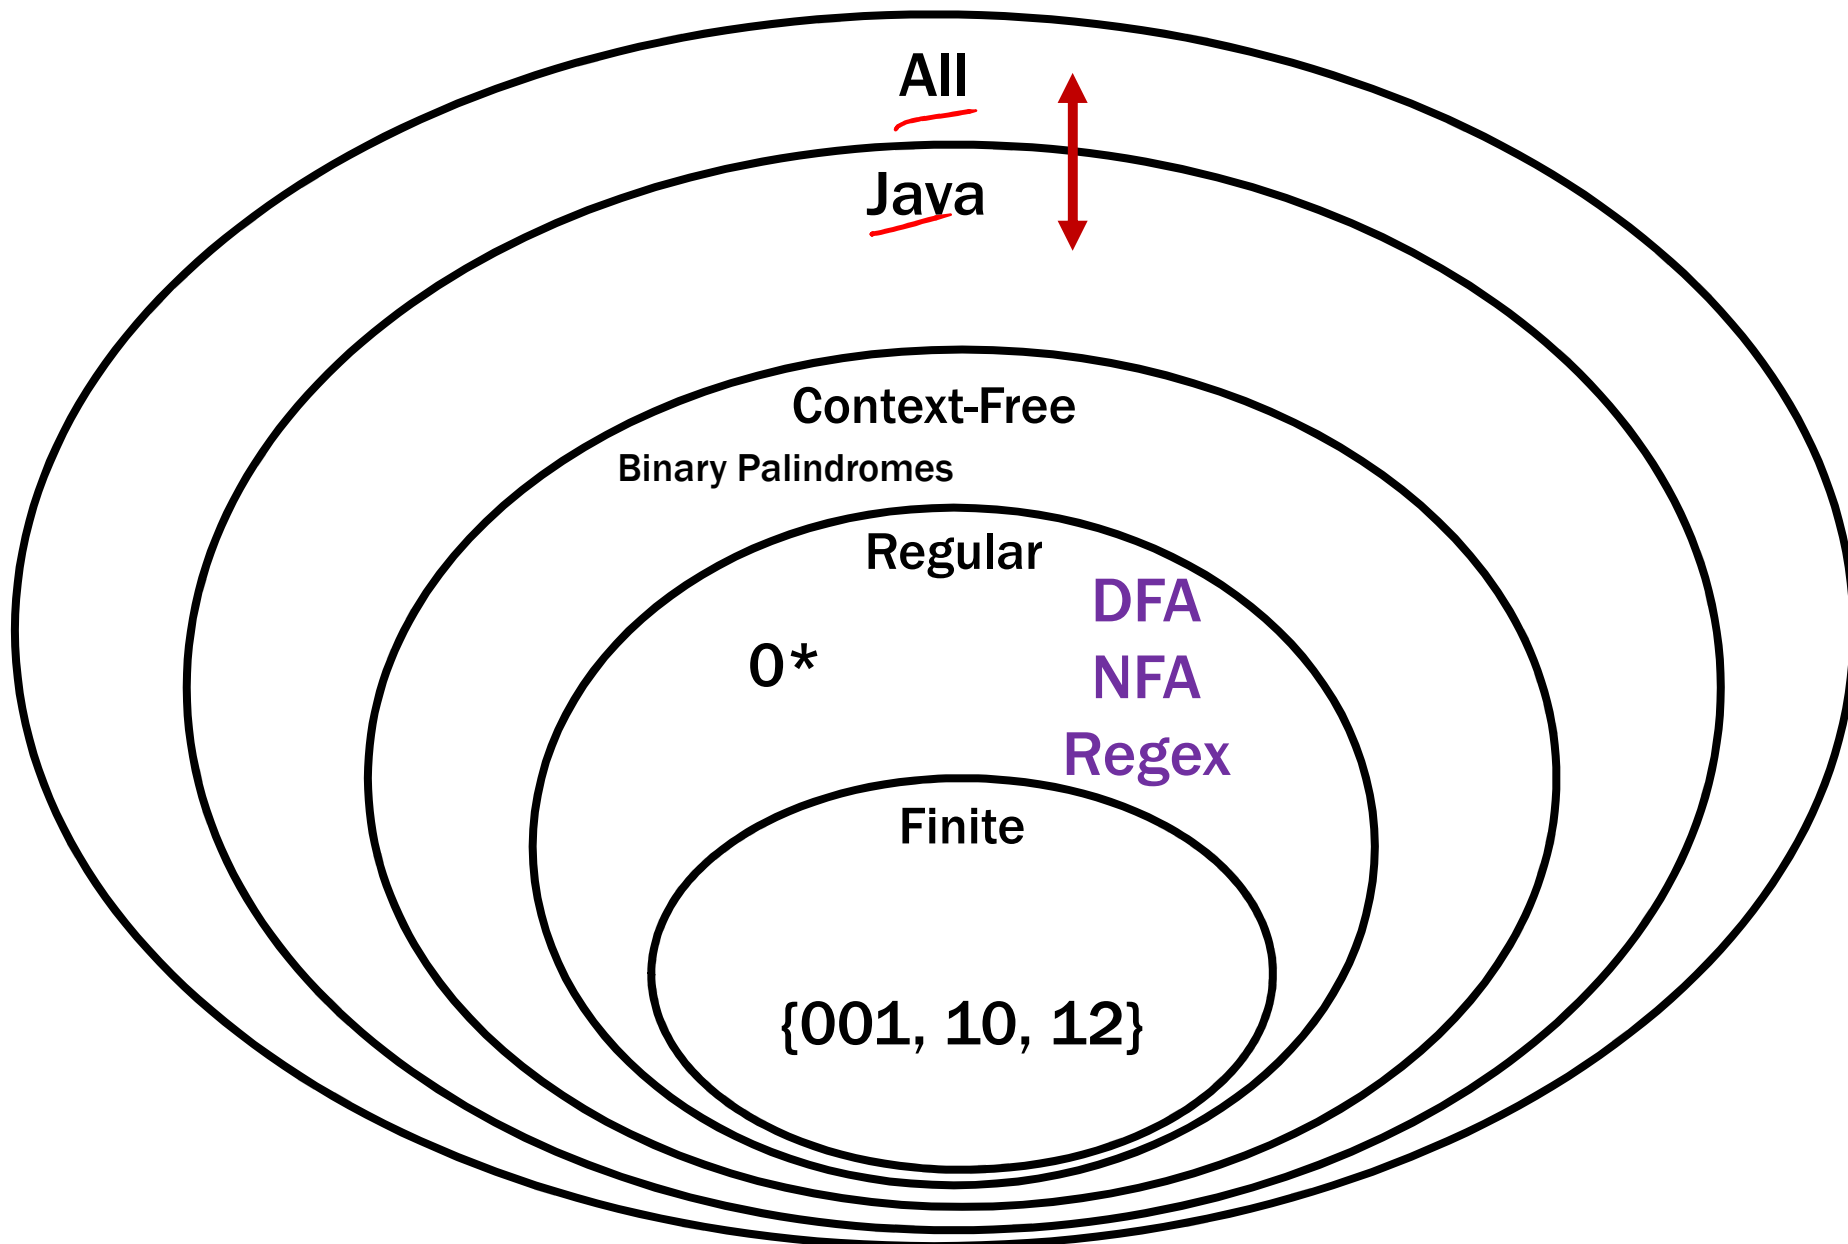 All
Java
Context-Free
Binary Palindromes
Regular
DFA
0*
NFA
Regex
Finite
{001, 10, 12}